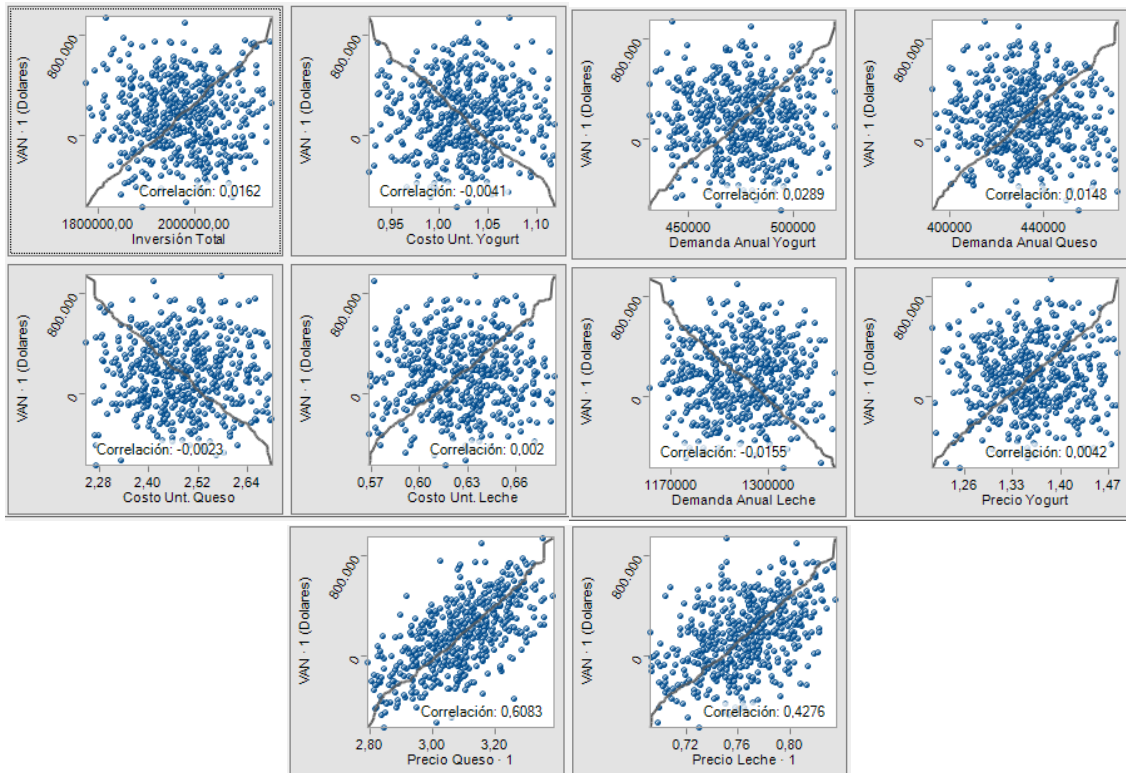 VAN · 1 (Dolares)
800.000
0
Correlación: 0,0162
1800000,00 2000000,00
Inversión Total
VAN · 1 (Dolares)
800.000
0
Correlación: -0,0041
0,95 1,00 1,05 1,10
Costo Unt. Yogurt
VAN · 1 (Dolares)
800.000
0
Correlación: 0,0289
450000 500000
Demanda Anual Yogurt
VAN · 1 (Dolares)
800.000
0
Correlación: 0,0148
400000 440000
Demanda Anual Queso
VAN · 1 (Dolares)
800.000
0
Correlación: -0,0023
2,28 2,40 2,52 2,64
Costo Unt. Queso
VAN · 1 (Dolares)
800.000
0
Correlación: 0,002
0,57 0,60 0,63 0,66
Costo Unt. Leche
VAN · 1 (Dolares)
800.000
0
Correlación: -0,0155
1170000 1300000
Demanda Anual Leche
VAN · 1 (Dolares)
800.000
0
Correlación: 0,0042
1,26 1,33 1,40 1,47
Precio Yogurt
VAN · 1 (Dolares)
800.000
0
Correlación: 0,6083
2,80 3,00 3,20
Precio Queso · 1
VAN · 1 (Dolares)
800.000
0
Correlación: 0,4276
0,72 0,76 0,80
Precio Leche · 1